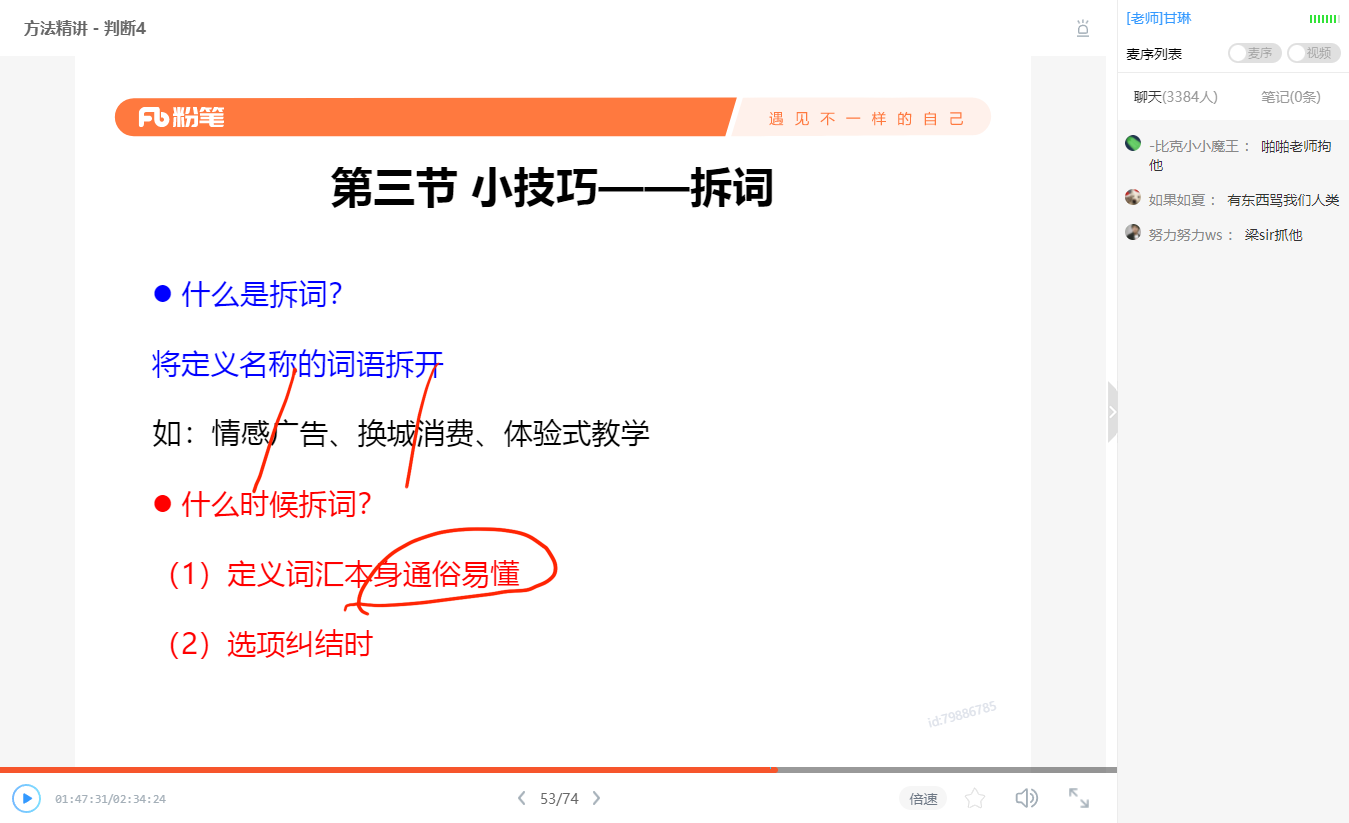 方法精讲 - 判断4
粉笔
遇见不一样的自己
第三节 小技巧——拆词
什么是拆词？
将定义名称的词语拆开
如：情感广告、换城消费、体验式教学
什么时候拆词？
（1）定义词汇本身通俗易懂
（2）选项纠结时
id:79886785
01:47:31/02:34:24
53/74
倍速
[老师]甘琳
麦序列表
麦序
视频
聊天(3384人)
笔记(0条)
-比克小小魔王： 啪啪老师拘
他
如果如夏： 有东西骂我们人类
努力努力ws： 梁sir抓他